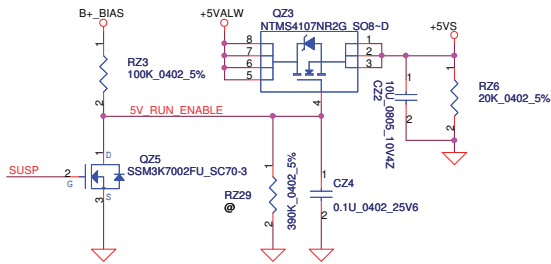 B+_BIAS
+5VALW
QZ3
NTMS4107NR2G_SO8~D
+5VS
1
RZ3
100K_0402_5%
2
8
7
6
5
1
2
3
4
1
10U_0805_10V4Z
CZ2
2
1
RZ6
20K_0402_5%
2
5V_RUN_ENABLE
SUSP
2
G
1
D
S
3
QZ5
SSM3K7002FU_SC70-3
1
RZ29
@
390K_0402_5%
2
1
CZ4
0.1U_0402_25V6
2